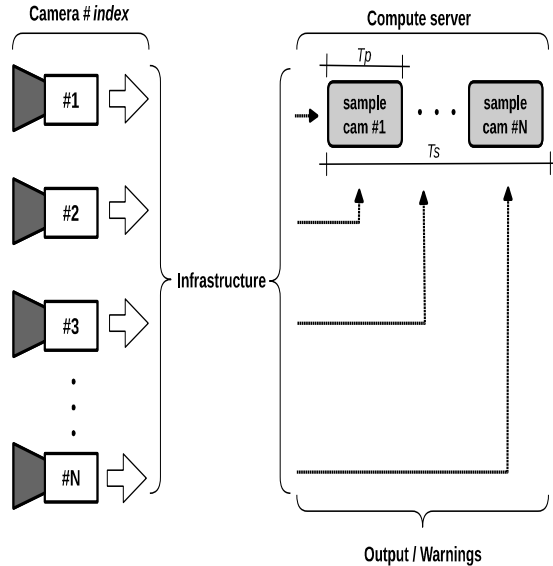 Camera # index
Compute server
Tp
#1
sample
cam #1
sample
cam #N
Ts
#2
Infrastructure
#3
#N
Output / Warnings